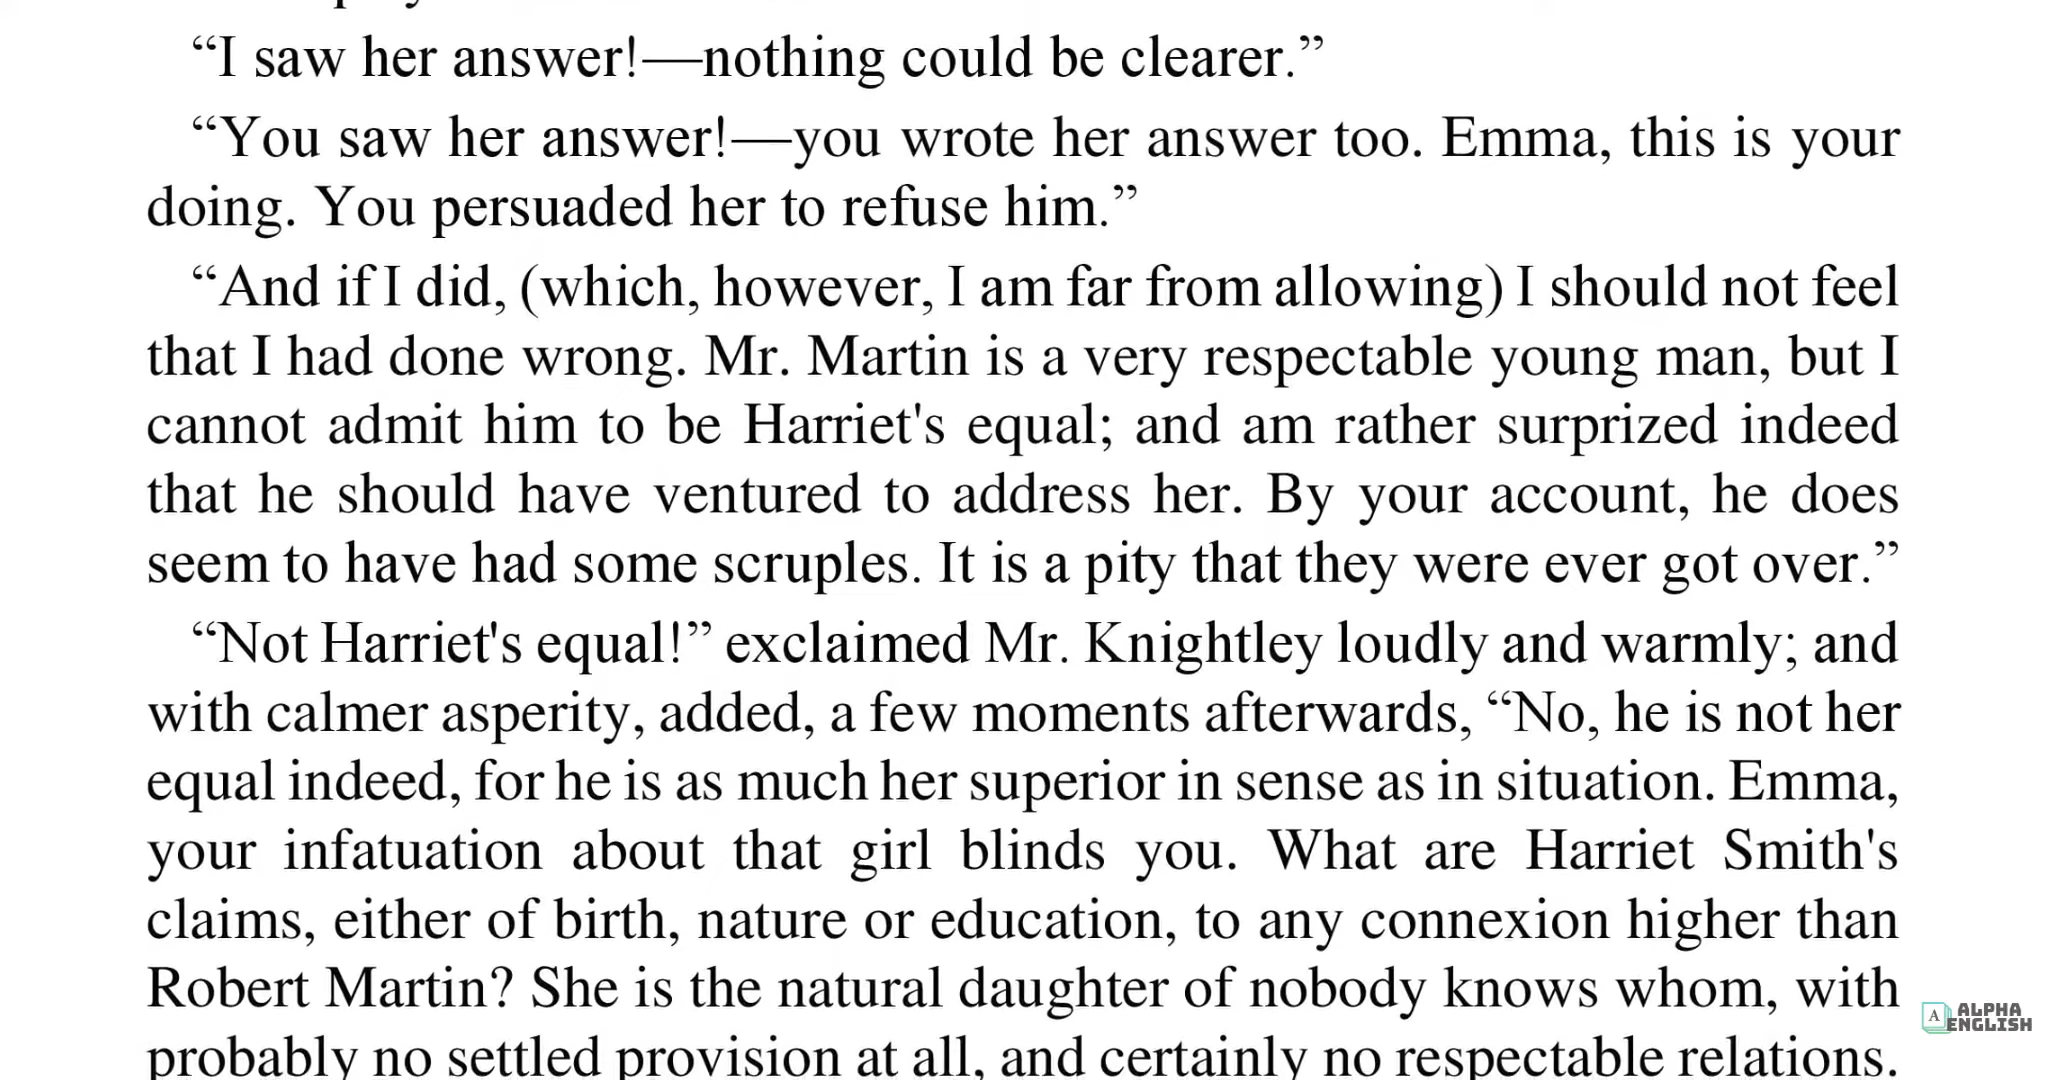 “I saw her answer!—nothing could be clearer.”
“You saw her answer!—you wrote her answer too. Emma, this is your
doing. You persuaded her to refuse him.”
“And if I did, (which, however, I am far from allowing) I should not feel
that I had done wrong. Mr. Martin is a very respectable young man, but I
cannot admit him to be Harriet's equal; and am rather surprized indeed
that he should have ventured to address her. By your account, he does
seem to have had some scruples. It is a pity that they were ever got over.”
“Not Harriet's equal!” exclaimed Mr. Knightley loudly and warmly; and
with calmer asperity, added, a few moments afterwards, “No, he is not her
equal indeed, for he is as much her superior in sense as in situation. Emma,
your infatuation about that girl blinds you. What are Harriet Smith's
claims, either of birth, nature or education, to any connexion higher than
Robert Martin? She is the natural daughter of nobody knows whom, with
probably no settled provision at all, and certainly no respectable relations.
A ALPHA
ENGLISH